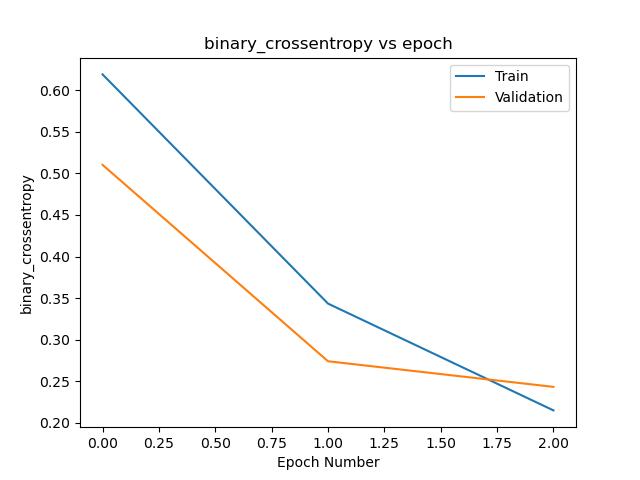 binary_crossentropy vs epoch
Train
Validation
0.60
0.55
0.50
0.45
0.40
0.35
0.30
0.25
0.20
binary_crossentropy
0.00 0.25 0.50 0.75 1.00 1.25 1.50 1.75 2.00
Epoch Number